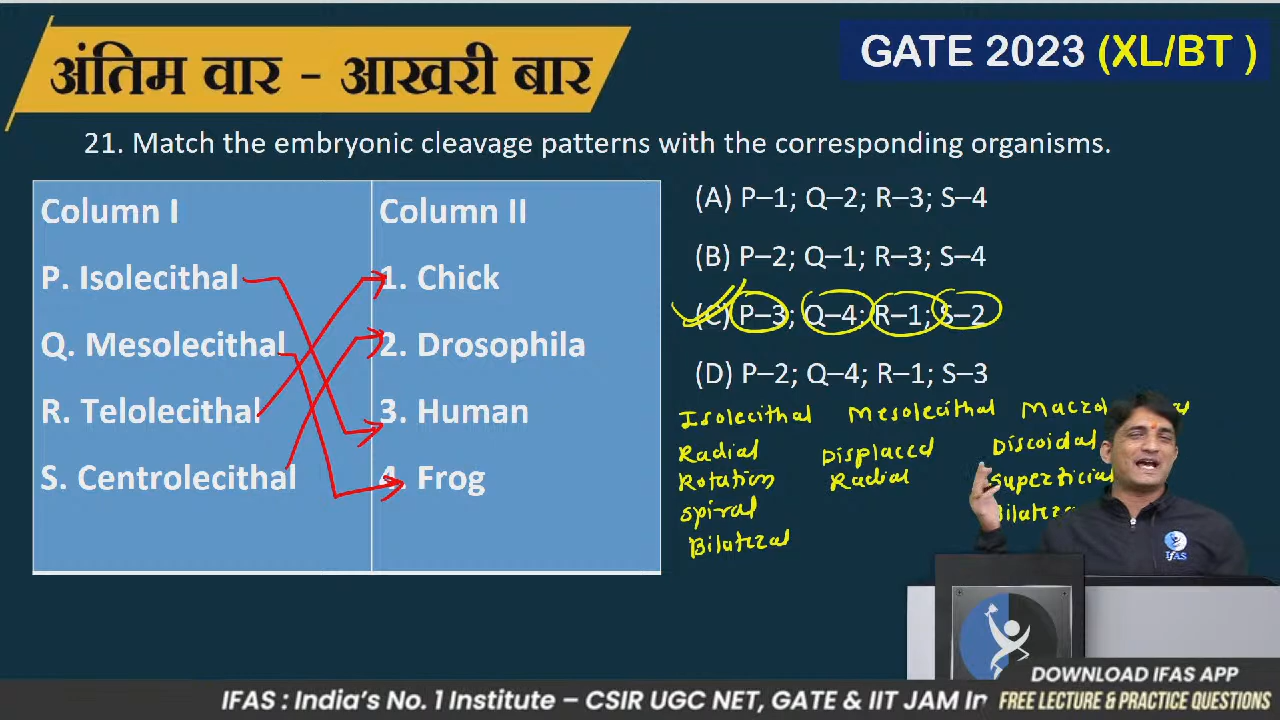 अंतिम वार - आखरी बार
GATE 2023 (XL/BT )
21. Match the embryonic cleavage patterns with the corresponding organisms.
Column I
Column II
P. Isolecithal
1. Chick
Q. Mesolecithal
2. Drosophila
R. Telolecithal
3. Human
S. Centrolecithal
4. Frog
(A) P–1; Q–2; R–3; S–4
(B) P–2; Q–1; R–3; S–4
(C) P–3; Q–4; R–1; S–2
(D) P–2; Q–4; R–1; S–3
Isolecithal Mesolecithal
Radial Displaced Discoidal
Rotation Radial Superficial
Spiral
Bilateral
IFAS
IFAS : India's No. 1 Institute – CSIR UGC NET, GATE & IIT JAM In
DOWNLOAD IFAS APP
FREE LECTURE & PRACTICE QUESTIONS